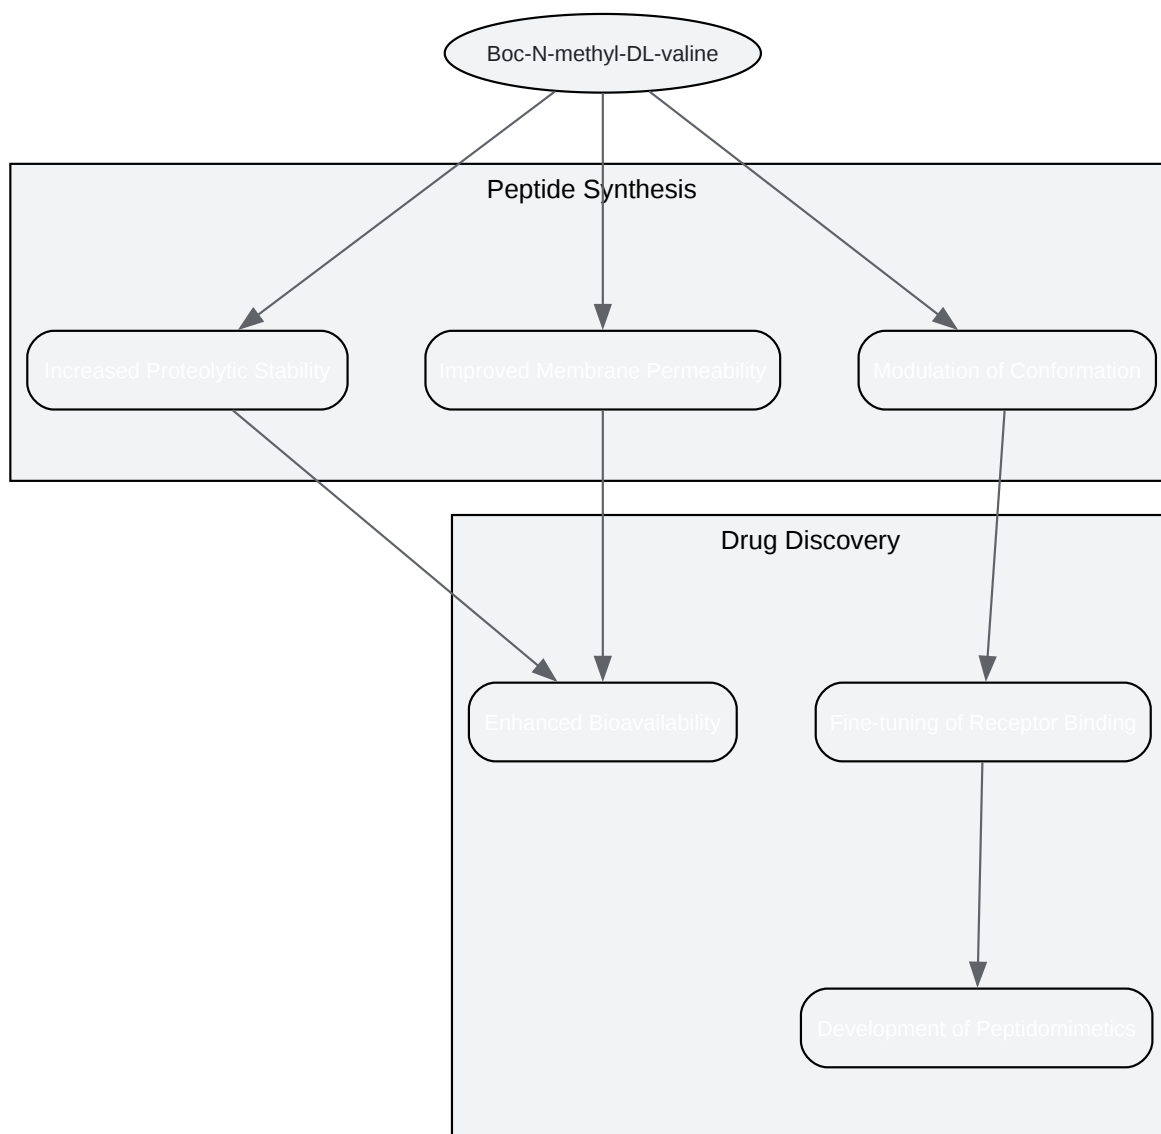 Boc-N-methyl-DL-valine
Peptide Synthesis
Increased Proteolytic Stability
Improved Membrane Permeability
Modulation of Conformation
Drug Discovery
Enhanced Bioavailability
Fine-tuning of Receptor Binding
Development of Peptidomimetics